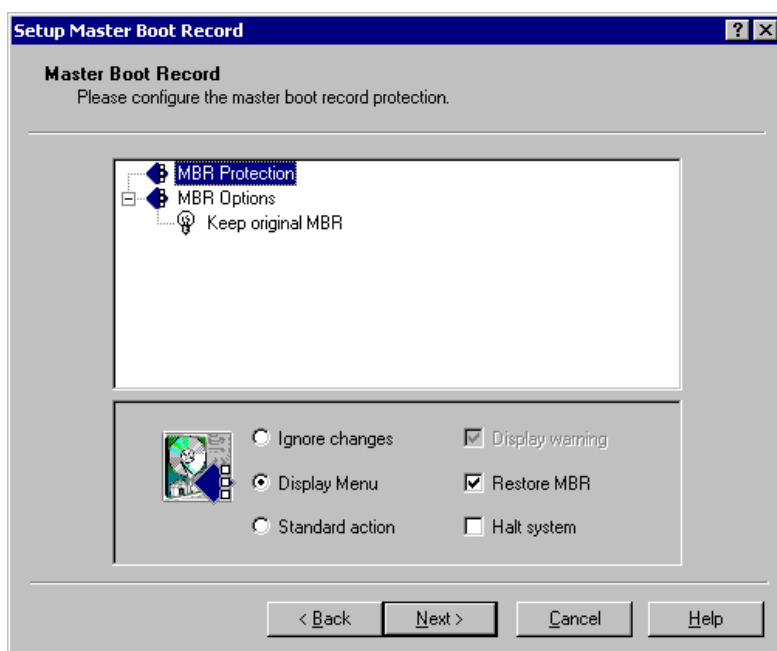 Setup Master Boot Record
Master Boot Record
Please configure the master boot record protection.
MBR Protection
MBR Options
Keep original MBR
Ignore changes
Display warning
Display Menu
Restore MBR
Standard action
Halt system
< Back
Next >
Cancel
Help